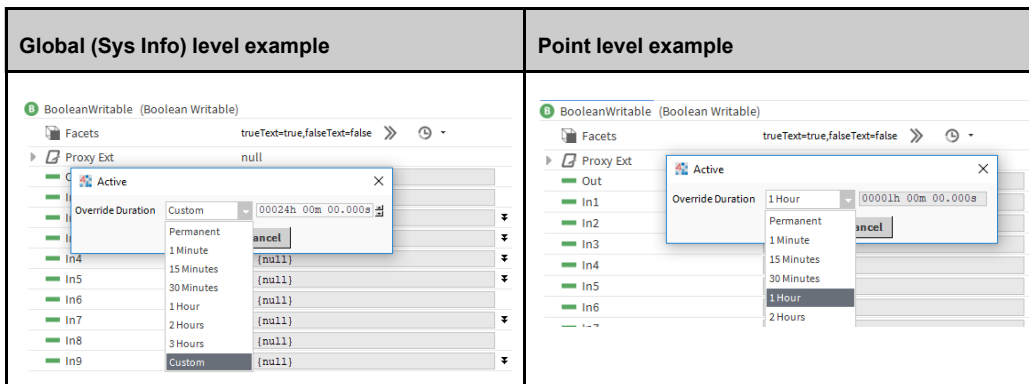 Global (Sys Info) level example
Point level example
B BooleanWritable (Boolean Writable)
Facets trueText=true,falseText=false
Proxy Ext null
Active
Override Duration Custom 00024h 00m 00.000s
Permanent
ancel
1 Minute
In4 {null}
15 Minutes
In5 {null}
30 Minutes
In6 {null}
1 Hour
In7 {null}
2 Hours
In8 {null}
3 Hours
In9 {null}
Custom
B BooleanWritable (Boolean Writable)
Facets trueText=true,falseText=false
Proxy Ext
Active
Out
Override Duration 1 Hour 00001h 00m 00.000s
In1
Permanent
In2
ancel
1 Minute
In3
15 Minutes
In4
30 Minutes
In5
1 Hour
In6
2 Hours